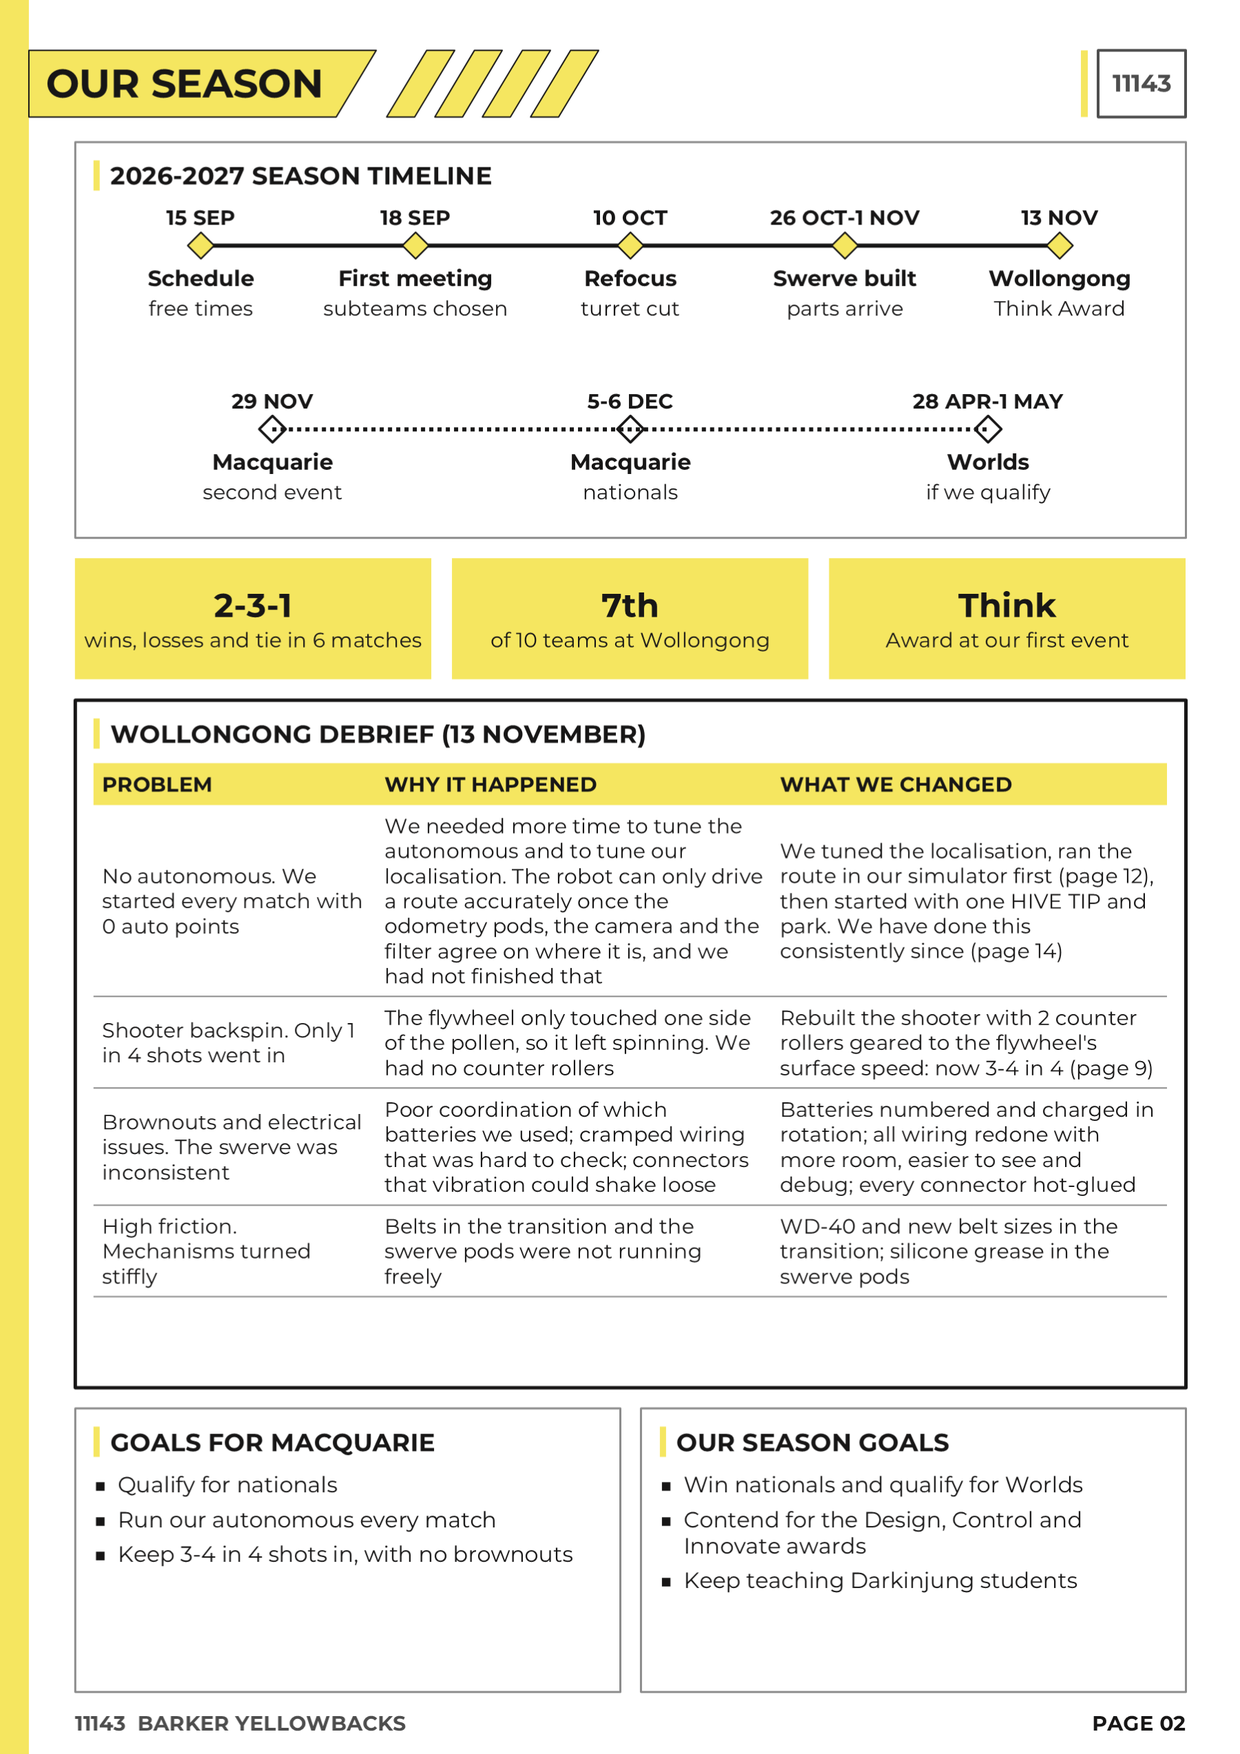 OUR SEASON
11143
2026-2027 SEASON TIMELINE
15 SEP
18 SEP
10 OCT
26 OCT-1 NOV
13 NOV
Schedule
First meeting
Refocus
Swerve built
Wollongong
free times
subteams chosen
turret cut
parts arrive
Think Award
29 NOV
5-6 DEC
28 APR-1 MAY
Macquarie
Macquarie
Worlds
second event
nationals
if we qualify
2-3-1
wins, losses and tie in 6 matches
7th
of 10 teams at Wollongong
Think
Award at our first event
WOLLONGONG DEBRIEF (13 NOVEMBER)
PROBLEM
WHY IT HAPPENED
WHAT WE CHANGED
No autonomous. We
started every match with
0 auto points
We needed more time to tune the
autonomous and to tune our
localisation. The robot can only drive
a route accurately once the
odometry pods, the camera and the
filter agree on where it is, and we
had not finished that
We tuned the localisation, ran the
route in our simulator first (page 12),
then started with one HIVE TIP and
park. We have done this
consistently since (page 14)
Shooter backspin. Only 1
in 4 shots went in
The flywheel only touched one side
of the pollen, so it left spinning. We
had no counter rollers
Rebuilt the shooter with 2 counter
rollers geared to the flywheel's
surface speed: now 3-4 in 4 (page 9)
Brownouts and electrical
issues. The swerve was
inconsistent
Poor coordination of which
batteries we used; cramped wiring
that was hard to check; connectors
that vibration could shake loose
Batteries numbered and charged in
rotation; all wiring redone with
more room, easier to see and
debug; every connector hot-glued
High friction.
Mechanisms turned
stiffly
Belts in the transition and the
swerve pods were not running
freely
WD-40 and new belt sizes in the
transition; silicone grease in the
swerve pods
GOALS FOR MACQUARIE
▪ Qualify for nationals
▪ Run our autonomous every match
▪ Keep 3-4 in 4 shots in, with no brownouts
OUR SEASON GOALS
▪ Win nationals and qualify for Worlds
▪ Contend for the Design, Control and
Innovate awards
▪ Keep teaching Darkinjung students
11143 BARKER YELLOWBACKS
PAGE 02